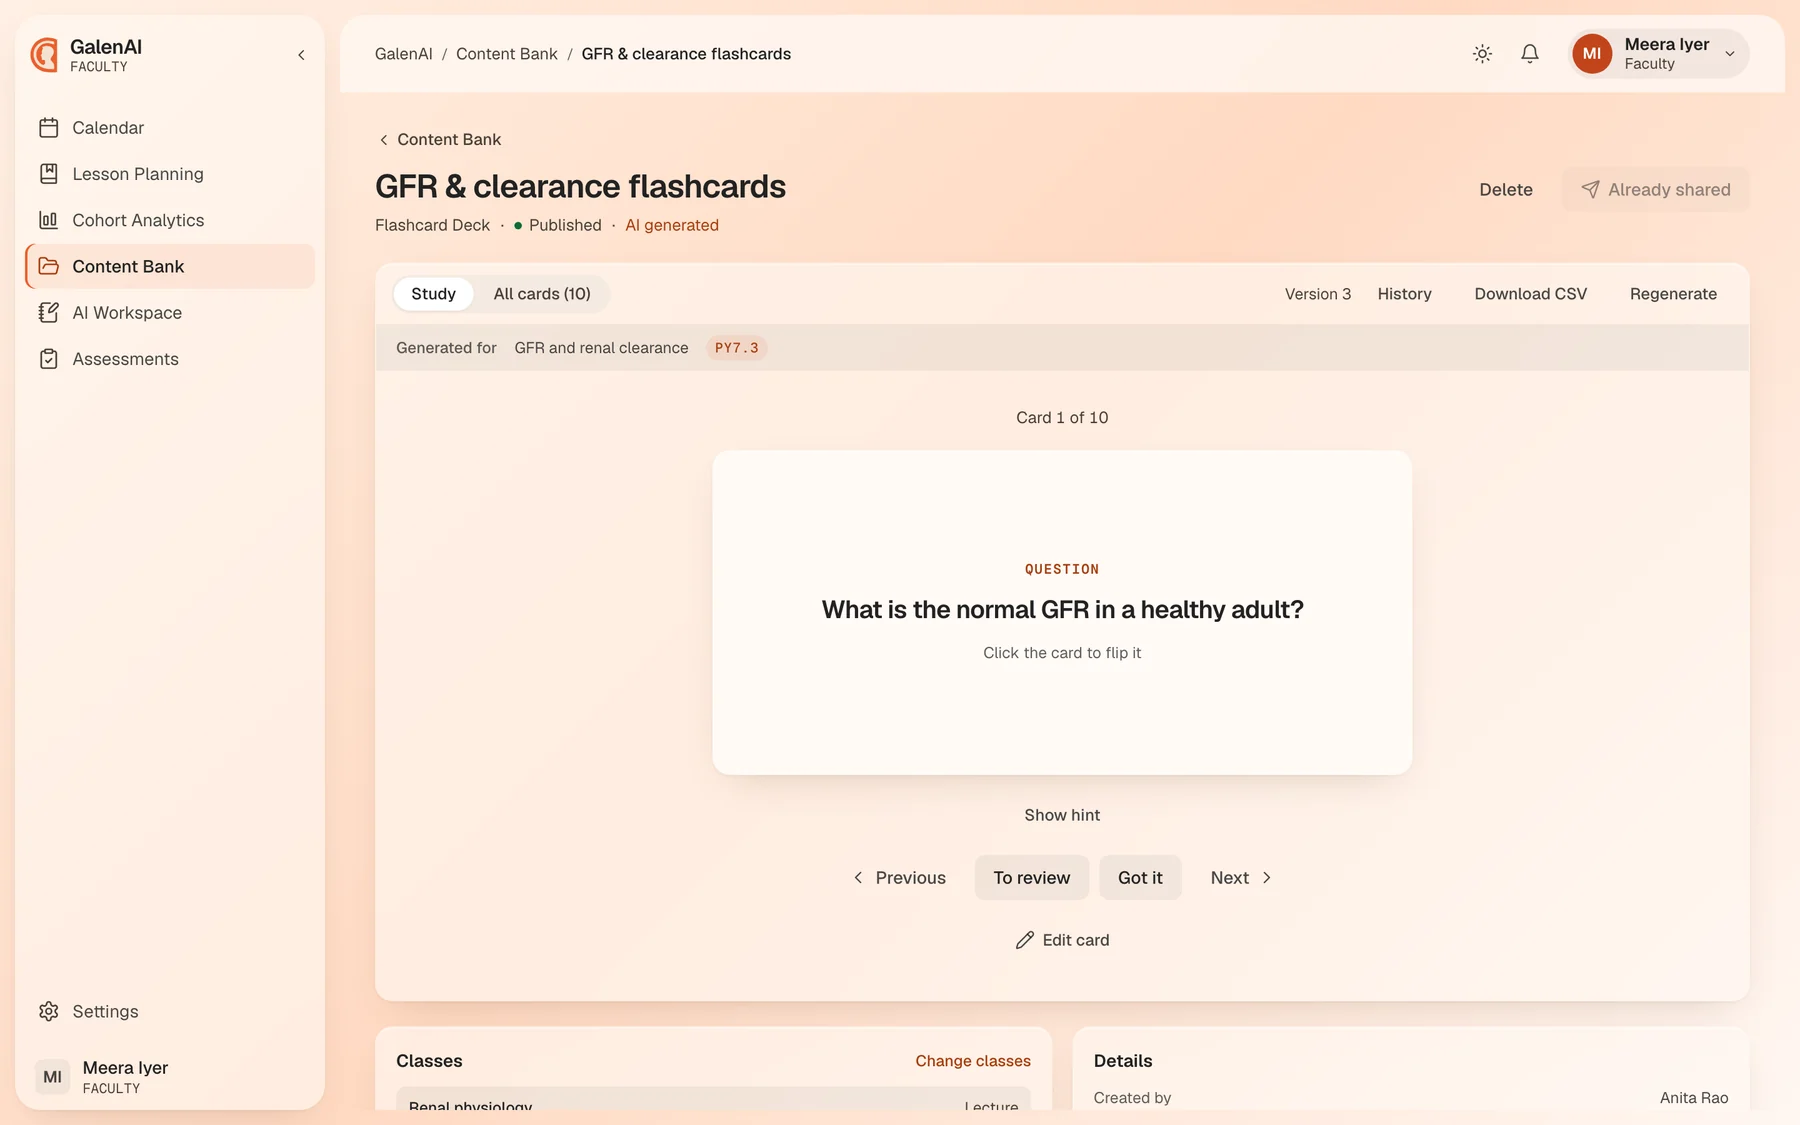 GalenAI
FACULTY
Calendar
Lesson Planning
Cohort Analytics
Content Bank
AI Workspace
Assessments
Settings
MI
Meera Iyer
FACULTY
GalenAI / Content Bank / GFR & clearance flashcards
MI
Meera Iyer
Faculty
Content Bank
GFR & clearance flashcards
Delete
Already shared
Flashcard Deck · Published · AI generated
Study
All cards (10)
Version 3
History
Download CSV
Regenerate
Generated for GFR and renal clearance PY7.3
Card 1 of 10
QUESTION
What is the normal GFR in a healthy adult?
Click the card to flip it
Show hint
Previous
To review
Got it
Next
Edit card
Classes
Change classes
Renal physiology
Lecture
Details
Created by
Anita Rao